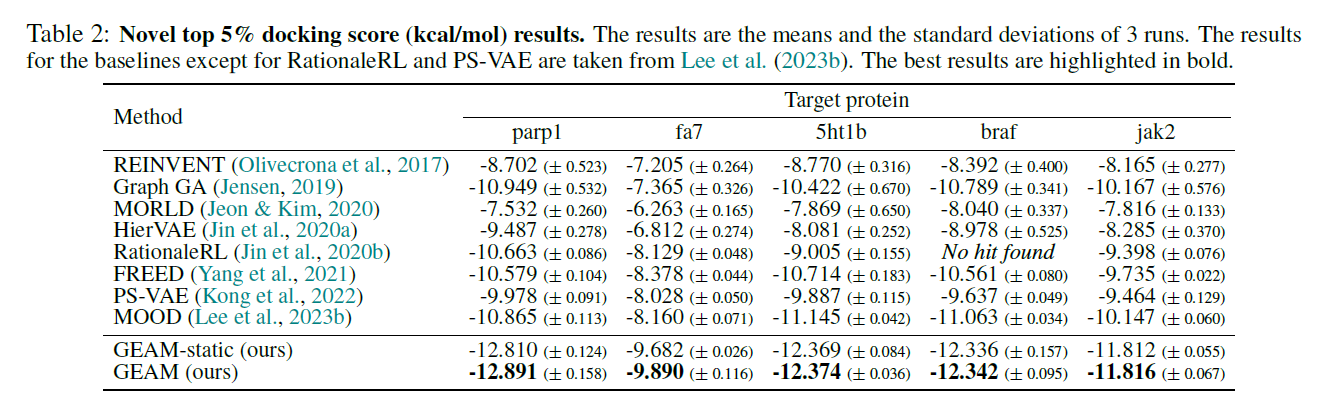 Table 2: Novel top 5% docking score (kcal/mol) results. The results are the means and the standard deviations of 3 runs. The results
for the baselines except for RationaleRL and PS-VAE are taken from Lee et al. (2023b). The best results are highlighted in bold.
Method Target protein
parp1 fa7 5ht1b braf jak2
REINVENT (Olivecrona et al., 2017) -8.702 (± 0.523) -7.205 (± 0.264) -8.770 (± 0.316) -8.392 (± 0.400) -8.165 (± 0.277)
Graph GA (Jensen, 2019) -10.949 (± 0.532) -7.365 (± 0.326) -10.422 (± 0.670) -10.789 (± 0.341) -10.167 (± 0.576)
MORLD (Jeon & Kim, 2020) -7.532 (± 0.260) -6.263 (± 0.165) -7.869 (± 0.650) -8.040 (± 0.337) -7.816 (± 0.133)
HierVAE (Jin et al., 2020a) -9.487 (± 0.278) -6.812 (± 0.274) -8.081 (± 0.252) -8.978 (± 0.525) -8.285 (± 0.370)
RationaleRL (Jin et al., 2020b) -10.663 (± 0.086) -8.129 (± 0.048) -9.005 (± 0.155) No hit found -9.398 (± 0.076)
FREED (Yang et al., 2021) -10.579 (± 0.104) -8.378 (± 0.044) -10.714 (± 0.183) -10.561 (± 0.080) -9.735 (± 0.022)
PS-VAE (Kong et al., 2022) -9.978 (± 0.091) -8.028 (± 0.050) -9.887 (± 0.115) -9.637 (± 0.049) -9.464 (± 0.129)
MOOD (Lee et al., 2023b) -10.865 (± 0.113) -8.160 (± 0.071) -11.145 (± 0.042) -11.063 (± 0.034) -10.147 (± 0.060)
GEAM-static (ours) -12.810 (± 0.124) -9.682 (± 0.026) -12.369 (± 0.084) -12.336 (± 0.157) -11.812 (± 0.055)
GEAM (ours) -12.891 (± 0.158) -9.890 (± 0.116) -12.374 (± 0.036) -12.342 (± 0.095) -11.816 (± 0.067)